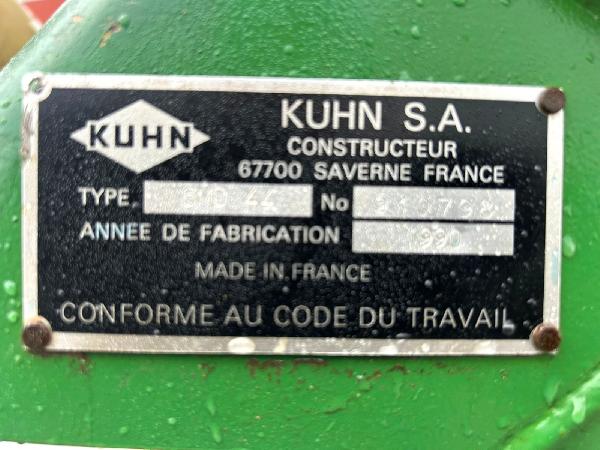 KUHN
KUHN S.A.
CONSTRUCTEUR
67700 SAVERNE FRANCE
TYPE No
ANNEE DE FABRICATION 990
MADE IN FRANCE
CONFORME AU CODE DU TRAVAIL